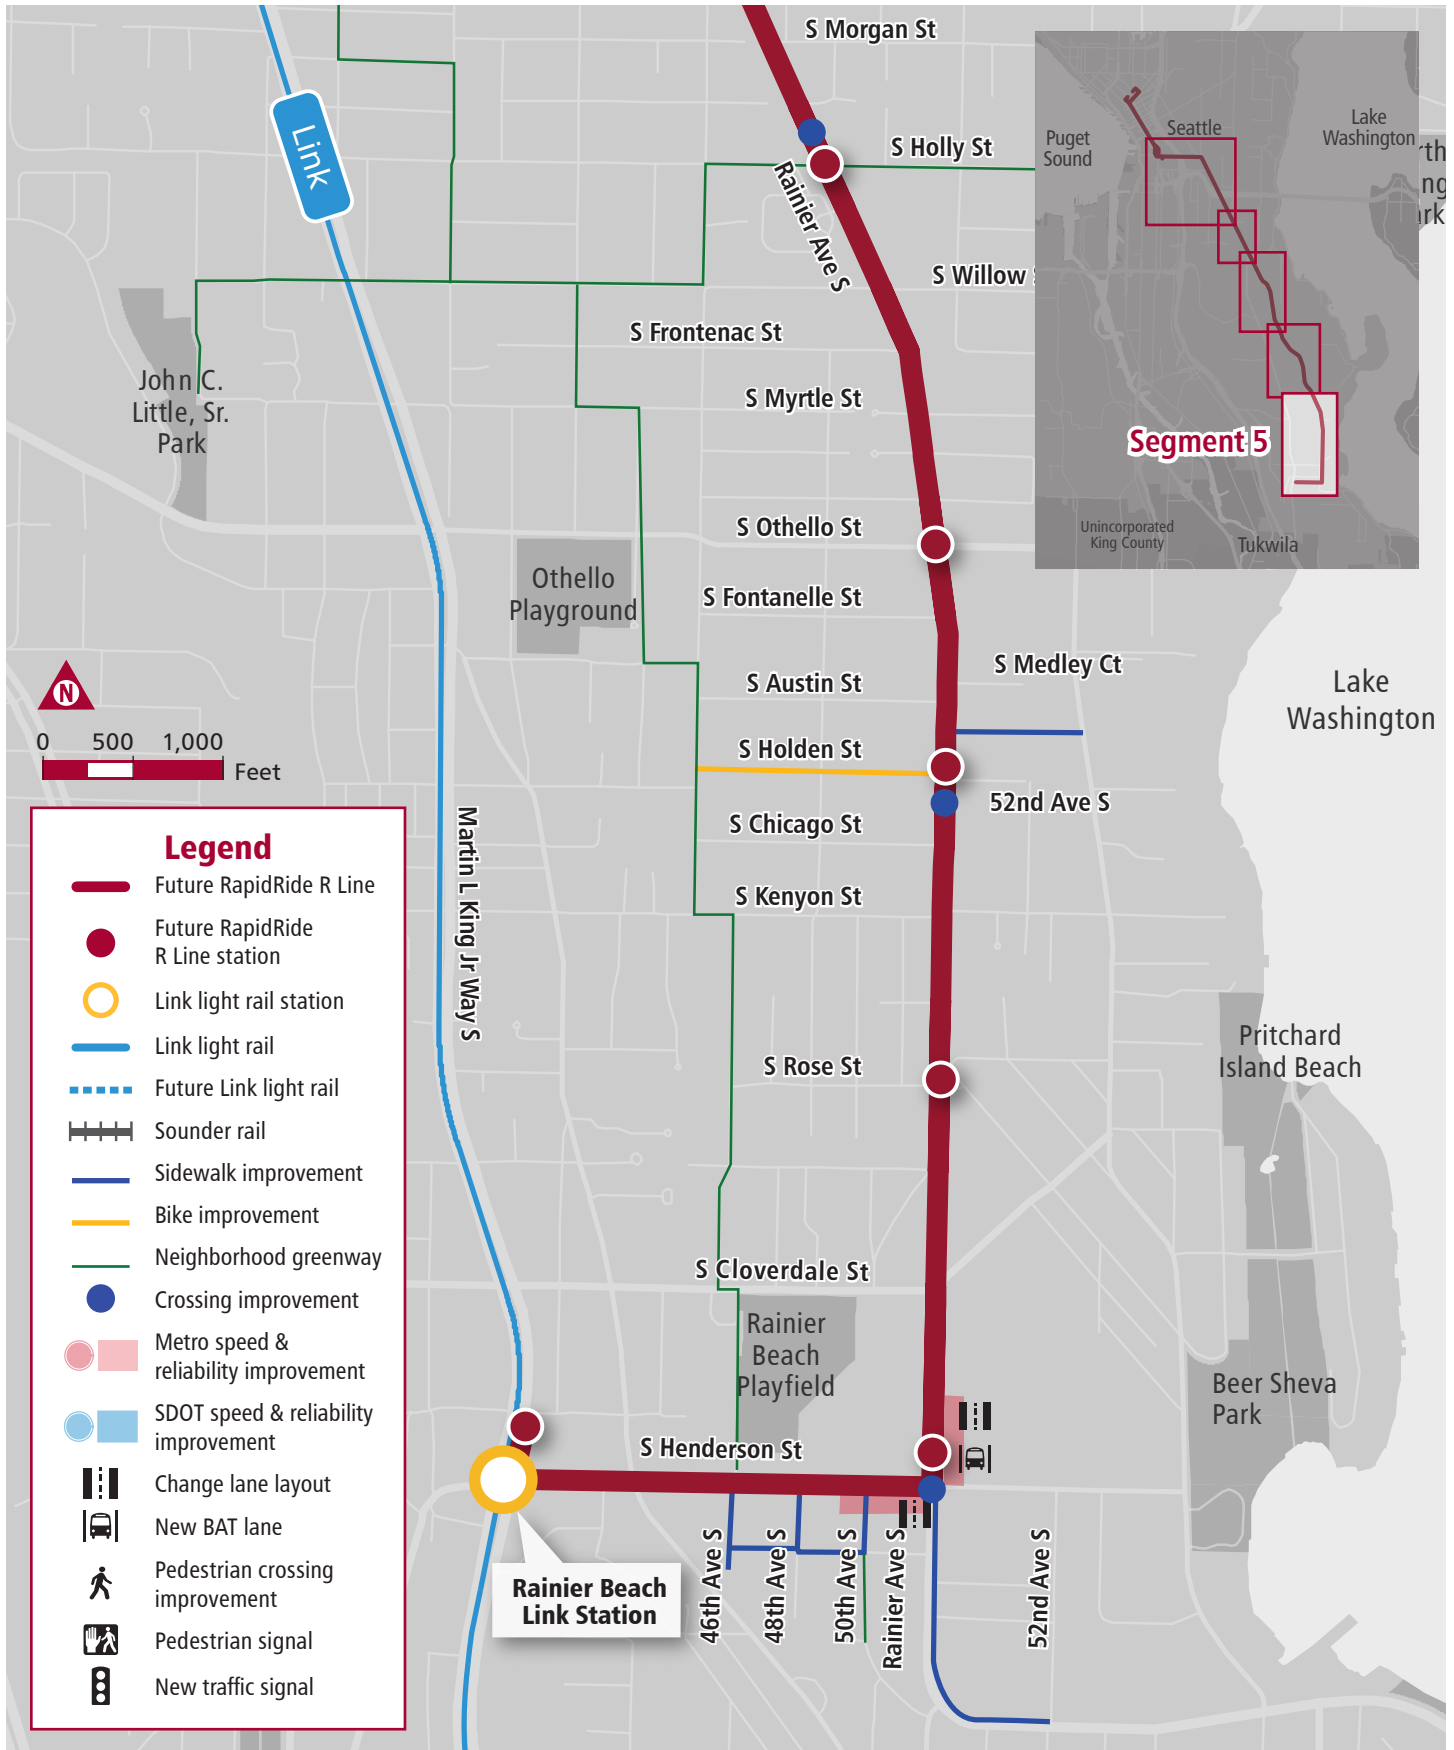 S Morgan St
S Holly St
Link
Rainier Ave S
S Willow
S Frontenac St
S Myrtle St
John C.
Little, Sr.
Park
S Othello St
Othello
Playground
S Fontanelle St
S Medley Ct
S Austin St
S Holden St
52nd Ave S
S Chicago St
S Kenyon St
Martin L King Jr Way S
S Rose St
S Cloverdale St
Rainier
Beach
Playfield
S Henderson St
Rainier Beach
Link Station
46th Ave S
48th Ave S
50th Ave S
Rainier Ave S
52nd Ave S
Lake
Washington
Pritchard
Island Beach
Beer Sheva
Park
Puget
Sound
Seattle
Lake
Washington
Segment 5
Unincorporated
King County
Tukwila
N
0 500 1,000
Feet
Legend
Future RapidRide R Line
Future RapidRide
R Line station
Link light rail station
Link light rail
Future Link light rail
Sounder rail
Sidewalk improvement
Bike improvement
Neighborhood greenway
Crossing improvement
Metro speed &
reliability improvement
SDOT speed & reliability
improvement
Change lane layout
New BAT lane
Pedestrian crossing
improvement
Pedestrian signal
New traffic signal